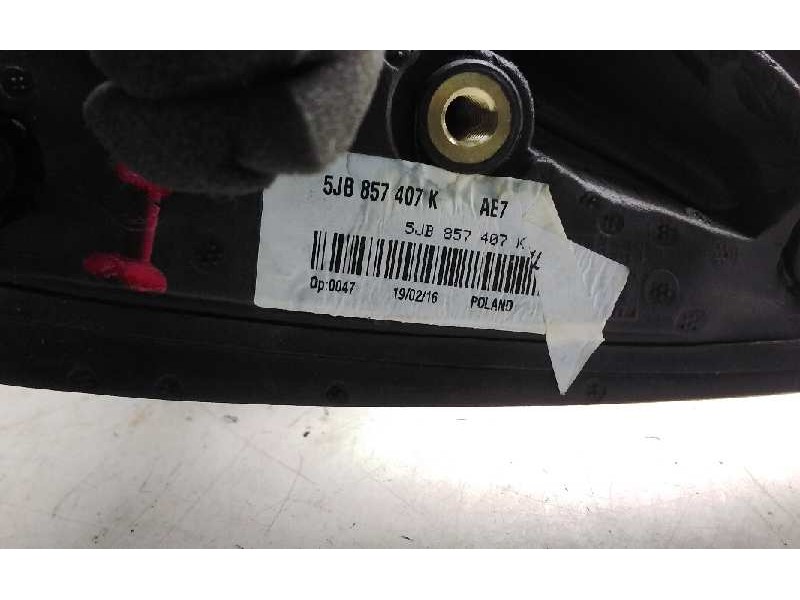 5JB 857 407 K AE7
5JB 857 407 K
Op:0047 19/02/16 POLAND